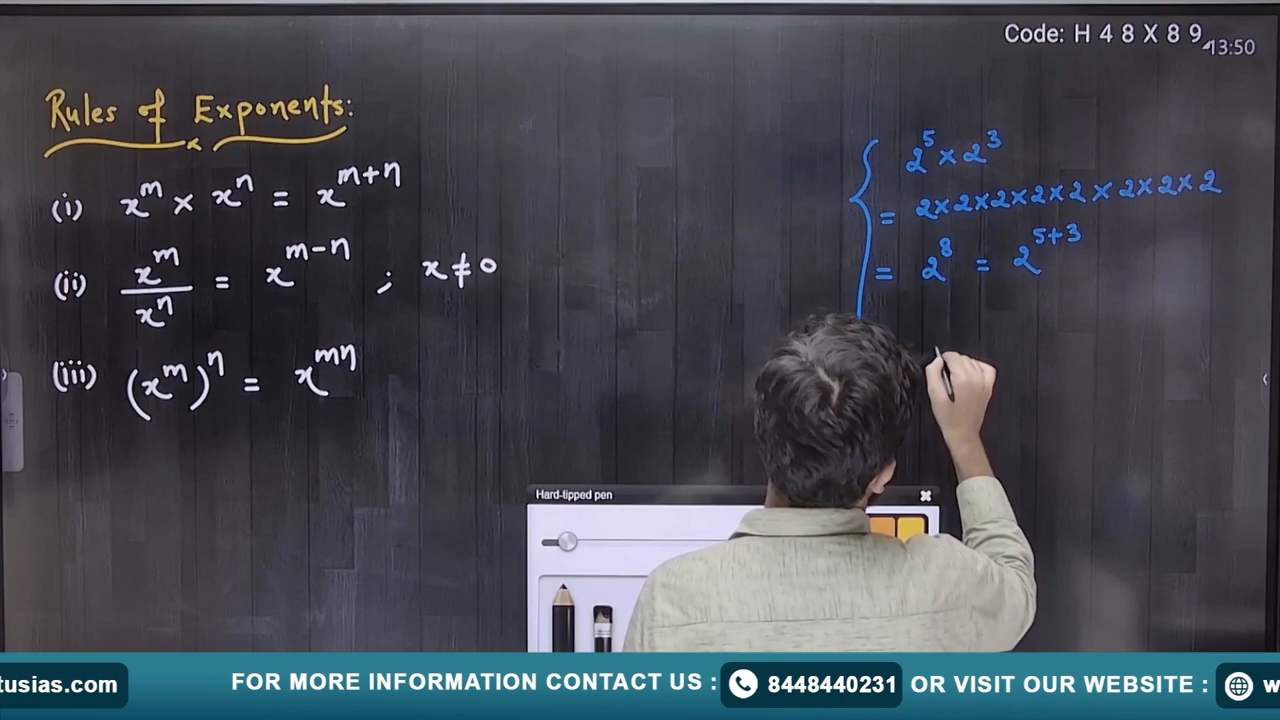 Code: H 4 8 X 8 9
13:50
Rules of Exponents:
(i) x^m × x^n = x^{m+n}
(ii) x^m / x^n = x^{m-n} ; x ≠ 0
(iii) (x^m)^n = x^{mn}
2^5 × 2^3
= 2×2×2×2×2 × 2×2×2
= 2^8 = 2^{5+3}
Hard-tipped pen
tusias.com
FOR MORE INFORMATION CONTACT US : 8448440231 OR VISIT OUR WEBSITE : w